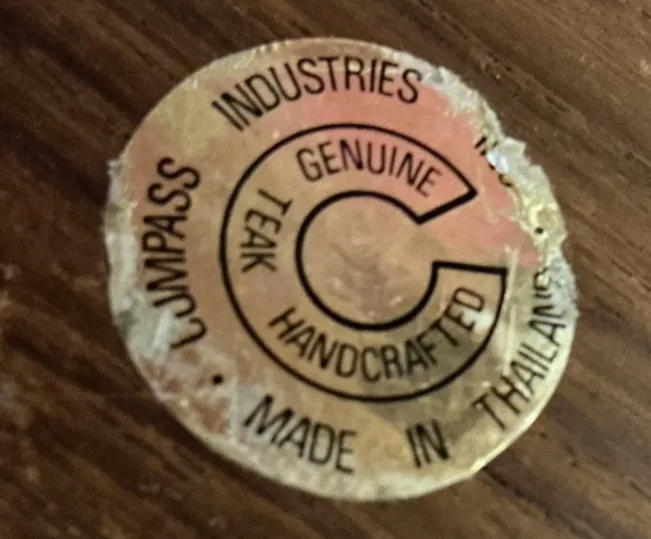 COMPASS INDUSTRIES
• MADE IN THAILAND •
GENUINE
TEAK
HANDCRAFTED